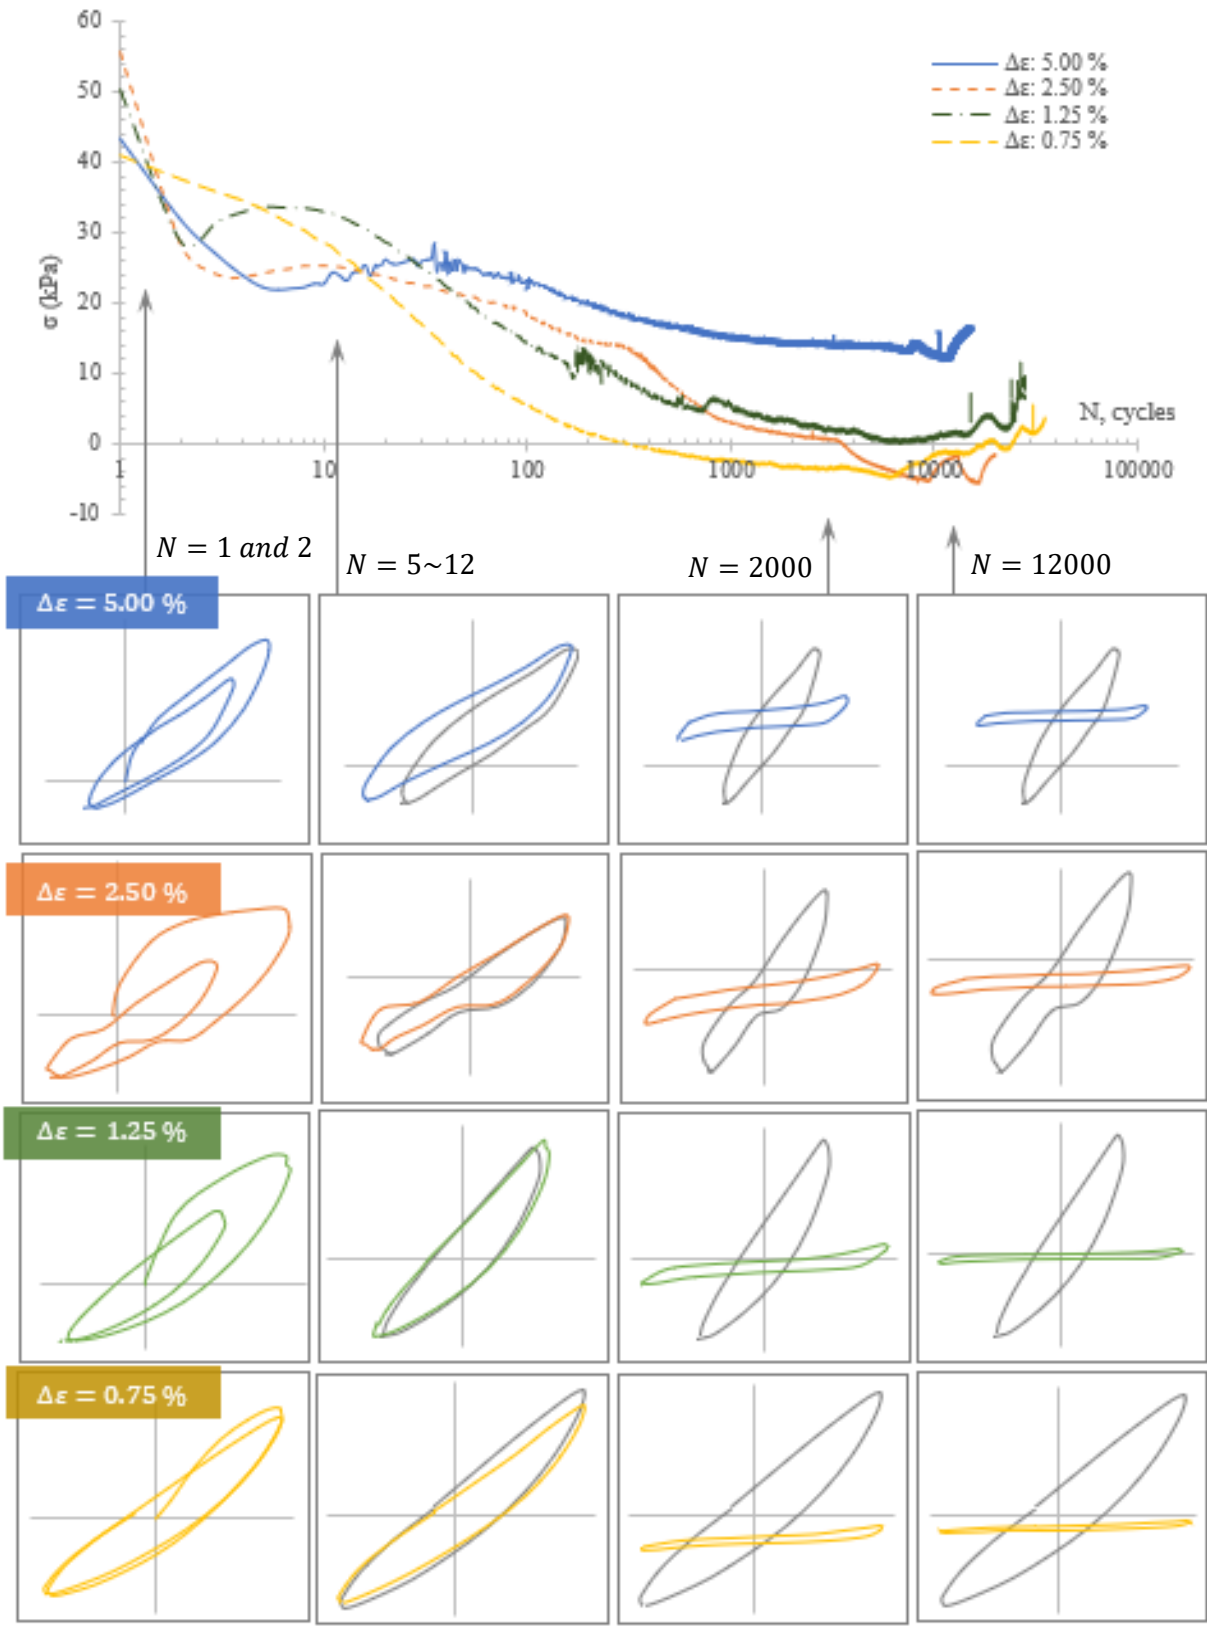 60
50
40
30
20
10
0
-10
σ (kPa)
Δε: 5.00 %
Δε: 2.50 %
Δε: 1.25 %
Δε: 0.75 %
N, cycles
1 10 100 1000 10000 100000
N = 1 and 2
N = 5~12
N = 2000
N = 12000
Δε = 5.00 %
Δε = 2.50 %
Δε = 1.25 %
Δε = 0.75 %